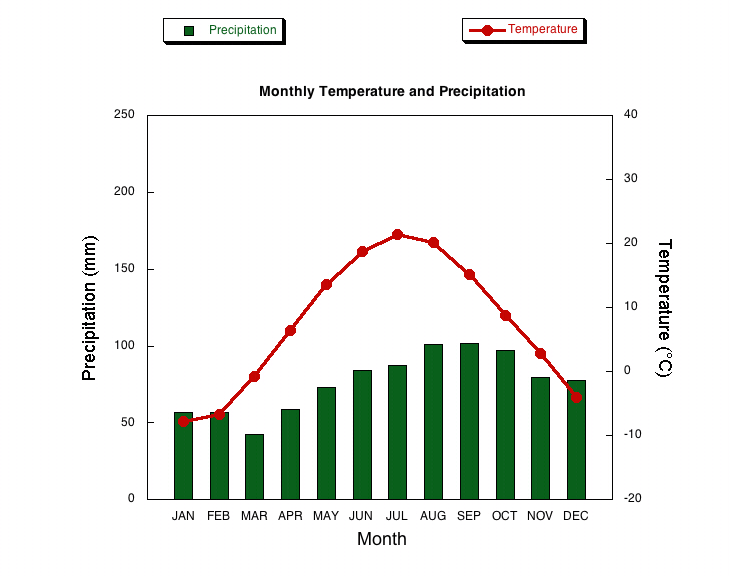 Precipitation
Temperature
Monthly Temperature and Precipitation
250
200
150
100
50
0
Precipitation (mm)
40
30
20
10
0
-10
-20
Temperature (°C)
JAN FEB MAR APR MAY JUN JUL AUG SEP OCT NOV DEC
Month